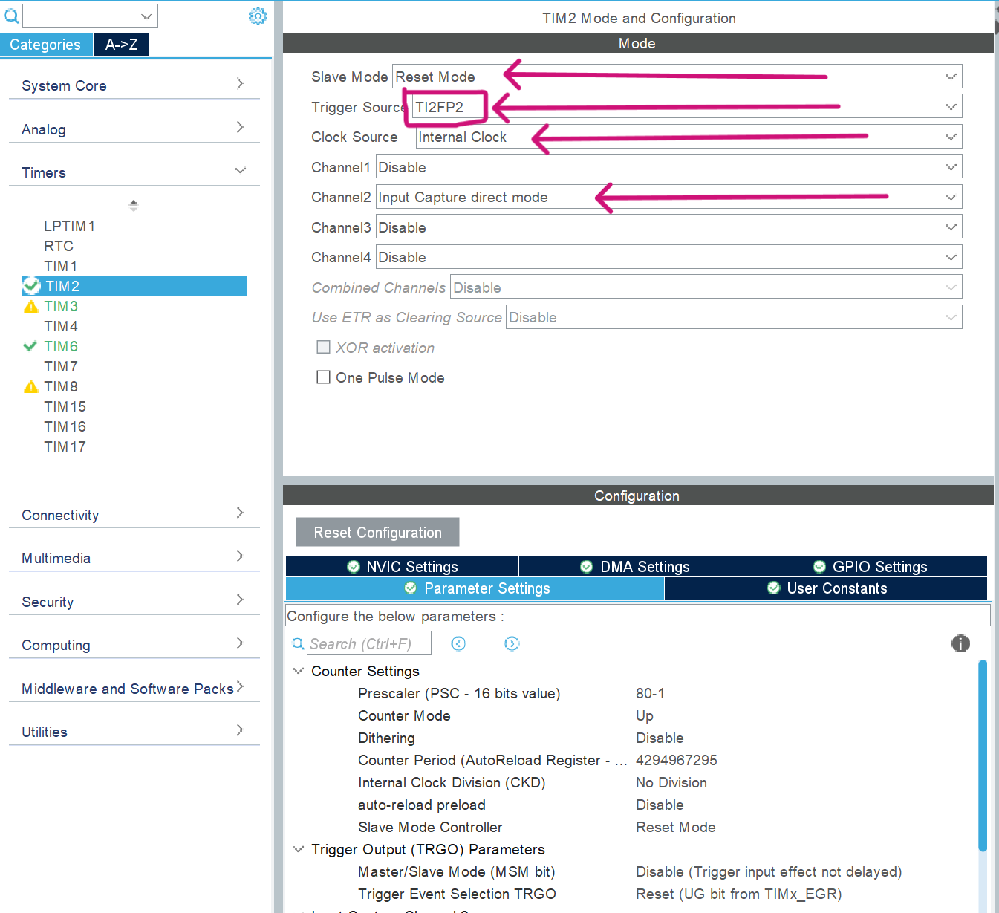 TIM2 Mode and Configuration
Categories
A->Z
Mode
System Core
Slave Mode Reset Mode
Trigger Source TI2FP2
Analog
Clock Source Internal Clock
Timers
Channel1 Disable
Channel2 Input Capture direct mode
LPTIM1
Channel3 Disable
RTC
TIM1
Channel4 Disable
TIM2
Combined Channels Disable
TIM3
Use ETR as Clearing Source Disable
TIM4
TIM6
XOR activation
TIM7
One Pulse Mode
TIM8
TIM15
TIM16
TIM17
Configuration
Connectivity
Reset Configuration
Multimedia
NVIC Settings
DMA Settings
GPIO Settings
Parameter Settings
User Constants
Security
Configure the below parameters :
Computing
Search (Ctrl+F)
Counter Settings
Middleware and Software Packs
Prescaler (PSC - 16 bits value) 80-1
Counter Mode Up
Utilities
Dithering Disable
Counter Period (AutoReload Register - ... 4294967295
Internal Clock Division (CKD) No Division
auto-reload preload Disable
Slave Mode Controller Reset Mode
Trigger Output (TRGO) Parameters
Master/Slave Mode (MSM bit) Disable (Trigger input effect not delayed)
Trigger Event Selection TRGO Reset (UG bit from TIMx_EGR)